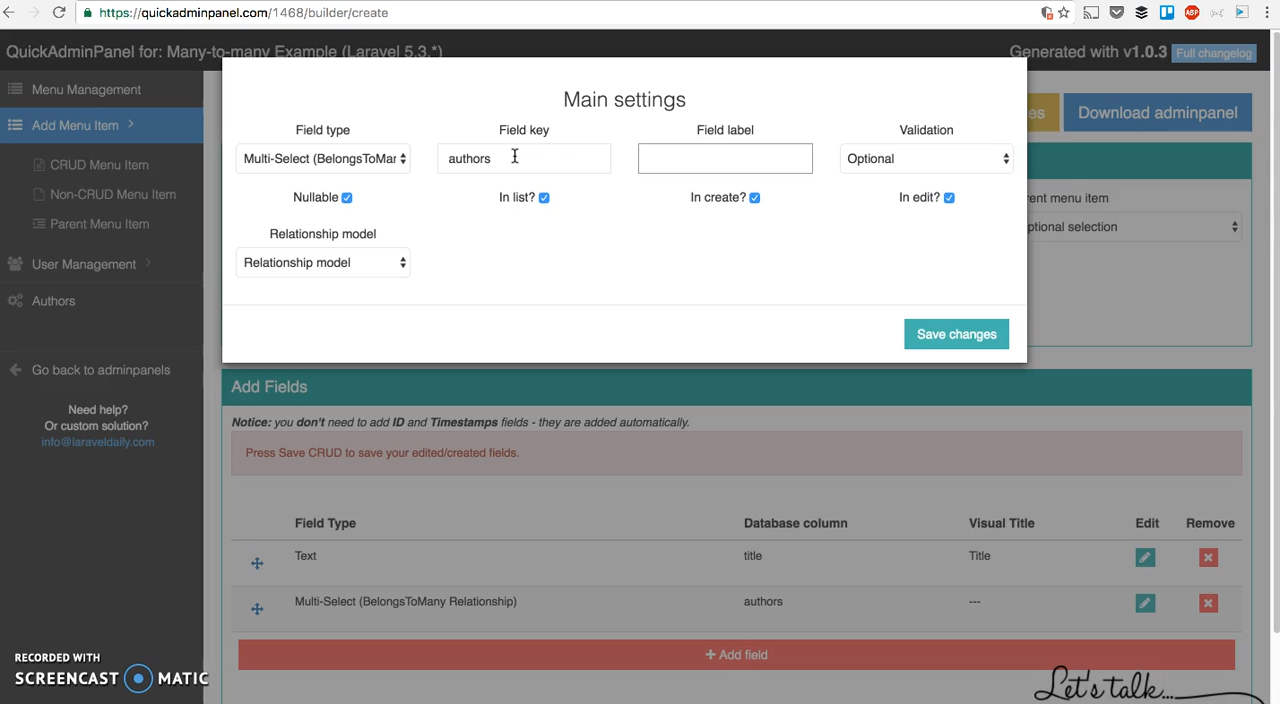 https://quickadminpanel.com/1468/builder/create
ABP
QuickAdminPanel for: Many-to-many Example (Laravel 5.3.*)
Generated with v1.0.3 Full changelog
Menu Management
Add Menu Item
CRUD Menu Item
Non-CRUD Menu Item
Parent Menu Item
User Management
Authors
Go back to adminpanels
Need help?
Or custom solution?
info@laraveldaily.com
Download adminpanel
Main settings
Field type
Field key
Field label
Validation
Multi-Select (BelongsToMar
authors
Optional
Nullable
In list?
In create?
In edit?
Relationship model
Relationship model
Save changes
rent menu item
ptional selection
Add Fields
Notice: you don't need to add ID and Timestamps fields - they are added automatically.
Press Save CRUD to save your edited/created fields.
Field Type
Database column
Visual Title
Edit
Remove
Text
title
Title
Multi-Select (BelongsToMany Relationship)
authors
---
+ Add field
RECORDED WITH
SCREENCAST MATIC
Let's talk...